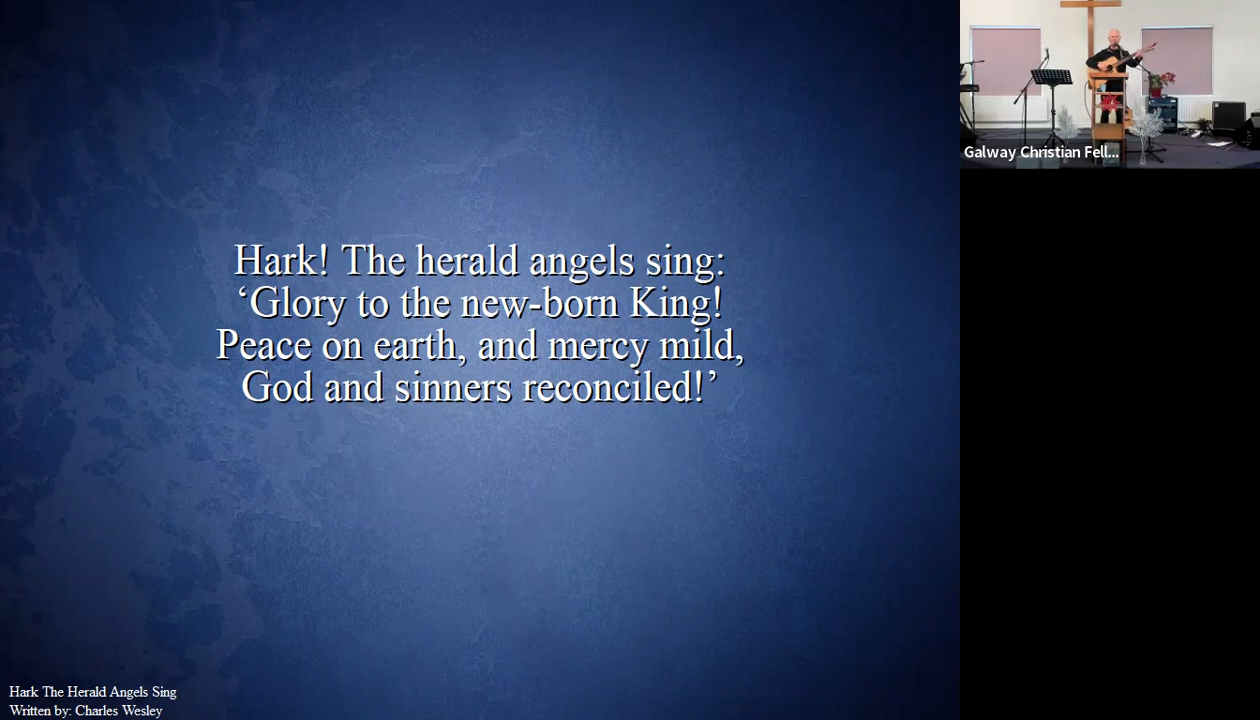 Hark! The herald angels sing:
‘Glory to the new-born King!
Peace on earth, and mercy mild,
God and sinners reconciled!’
Galway Christian Fell...
Hark The Herald Angels Sing
Written by: Charles Wesley